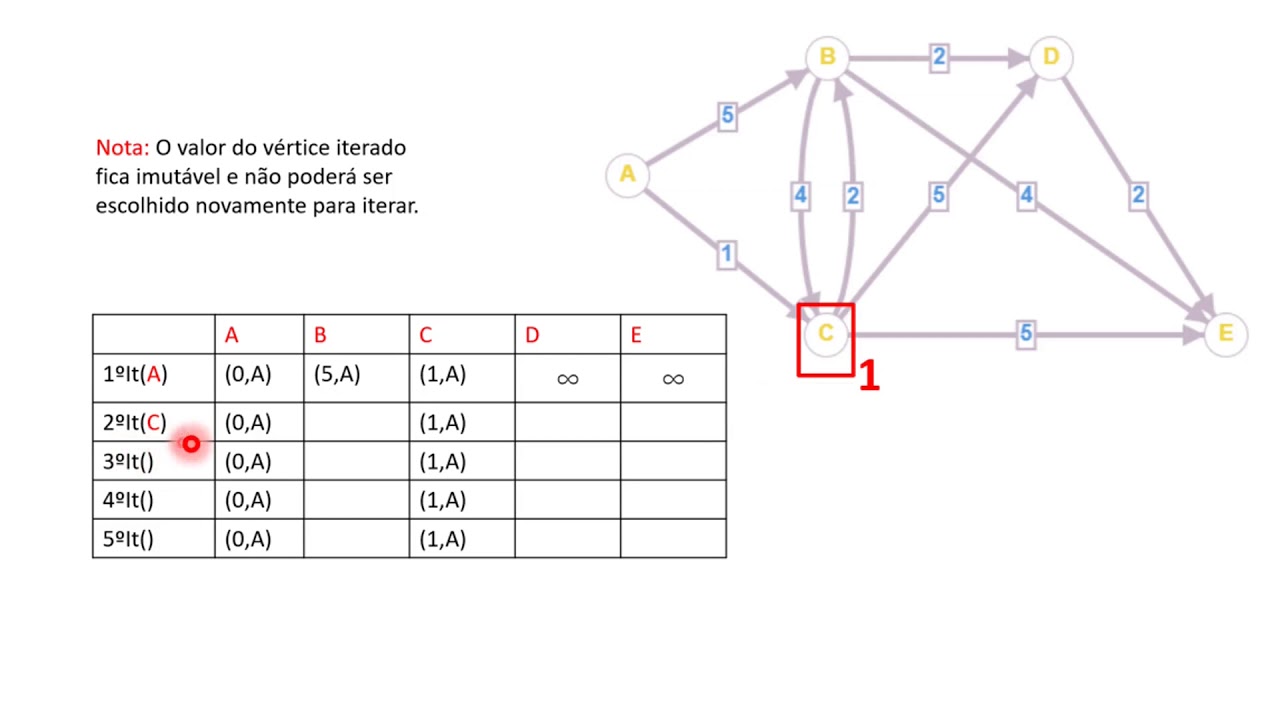 Nota: O valor do vértice iterado
fica imutável e não poderá ser
escolhido novamente para iterar.
B 2 D
5
A
4 2 5 4 2
1
C 5 E
1
A B C D E
1ºIt(A) (0,A) (5,A) (1,A) ∞ ∞
2ºIt(C) (0,A) (1,A)
3ºIt() (0,A) (1,A)
4ºIt() (0,A) (1,A)
5ºIt() (0,A) (1,A)